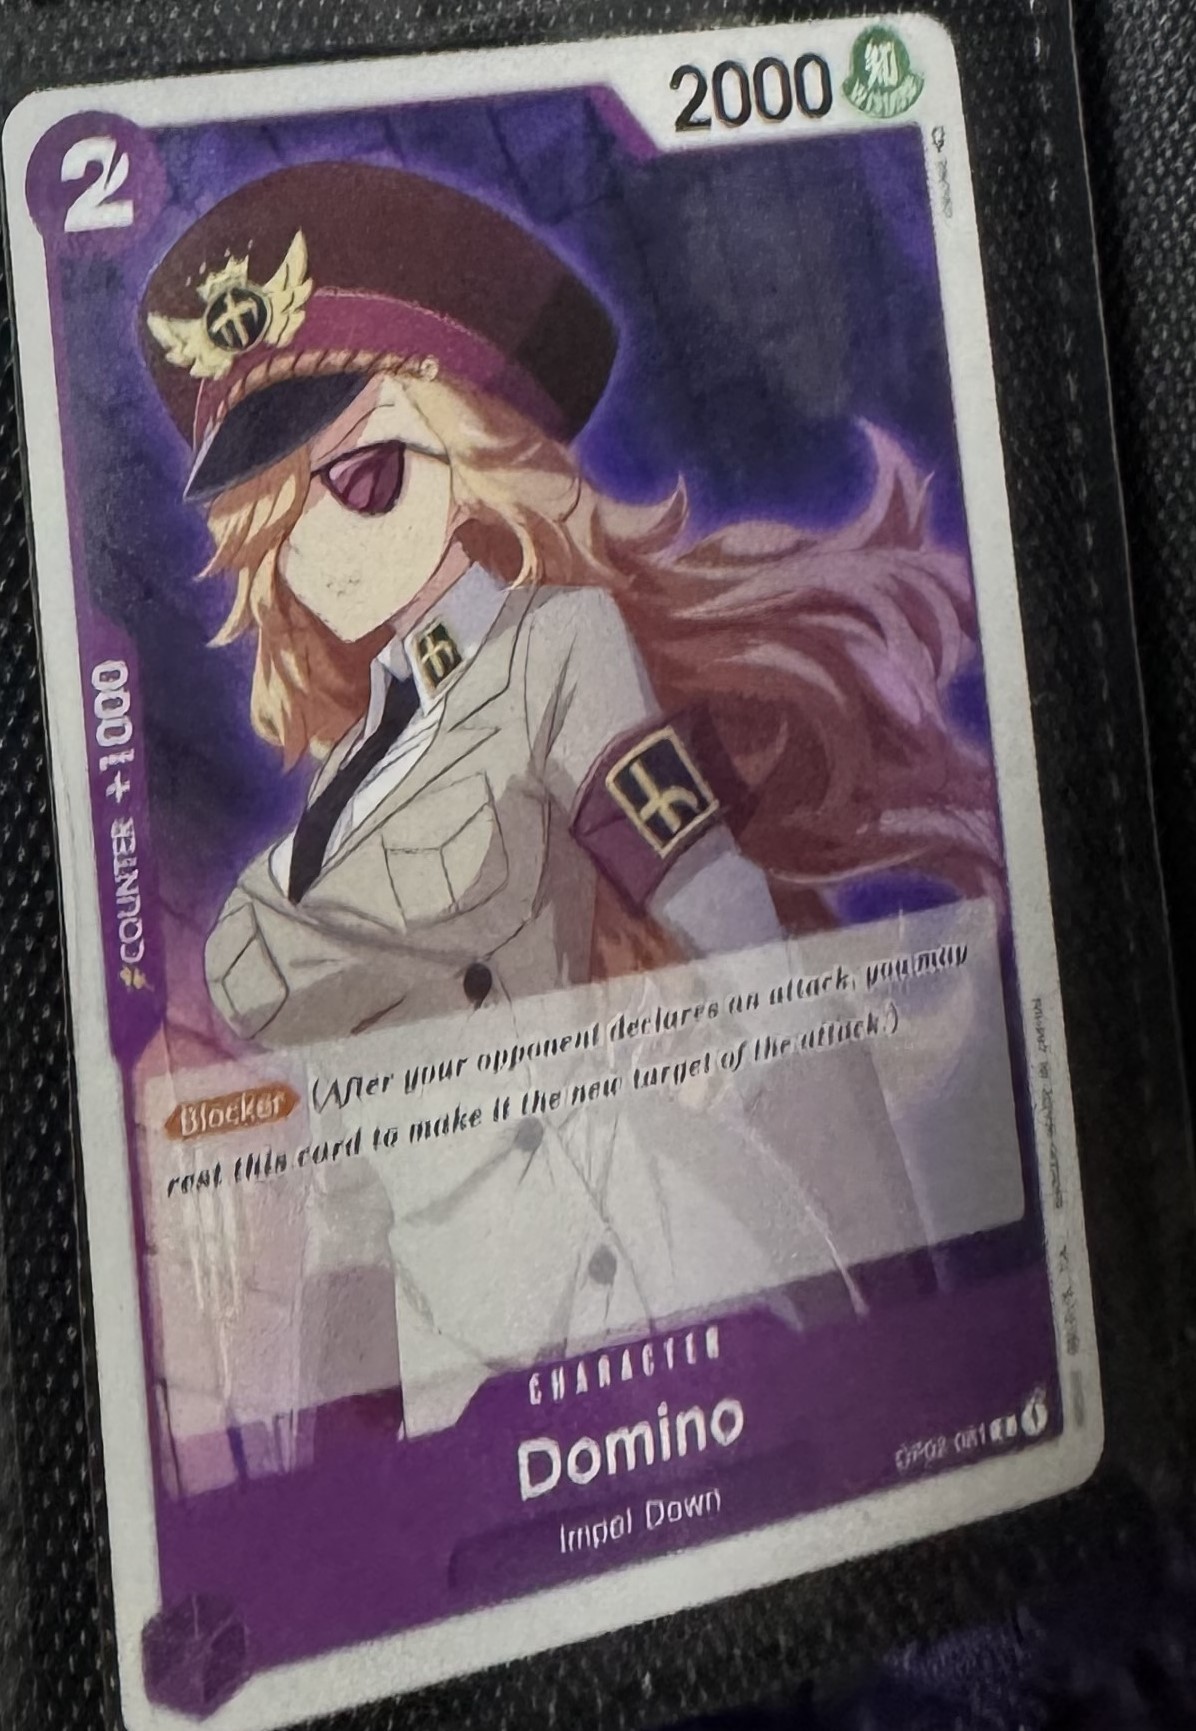 2
2000
知
COUNTER +1000
Blocker (After your opponent declares an attack, you may
rest this card to make it the new target of the attack.)
CHARACTER
Domino
Impel Down